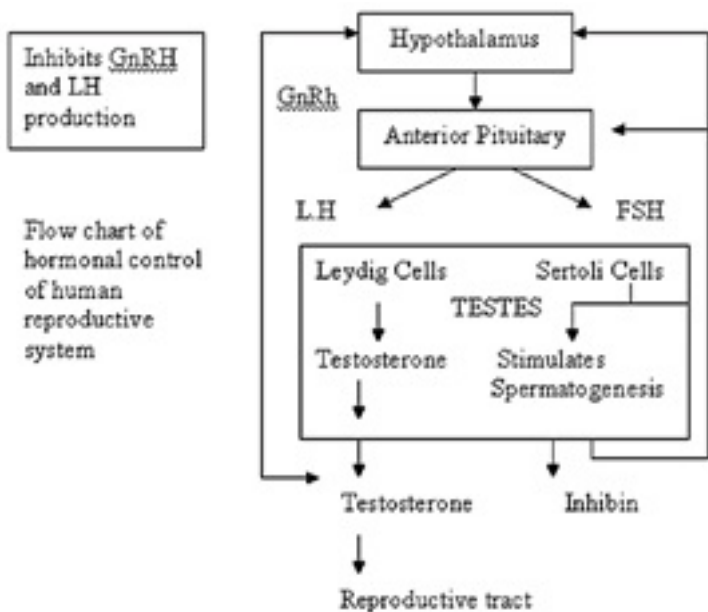 Inhibits GnRH
and LH
production
Flow chart of
hormonal control
of human
reproductive
system
Hypothalamus
GnRh
Anterior Pituitary
L.H
FSH
Leydig Cells
Sertoli Cells
TESTES
Testosterone
Stimulates
Spermatogenesis
Testosterone
Inhibin
Reproductive tract